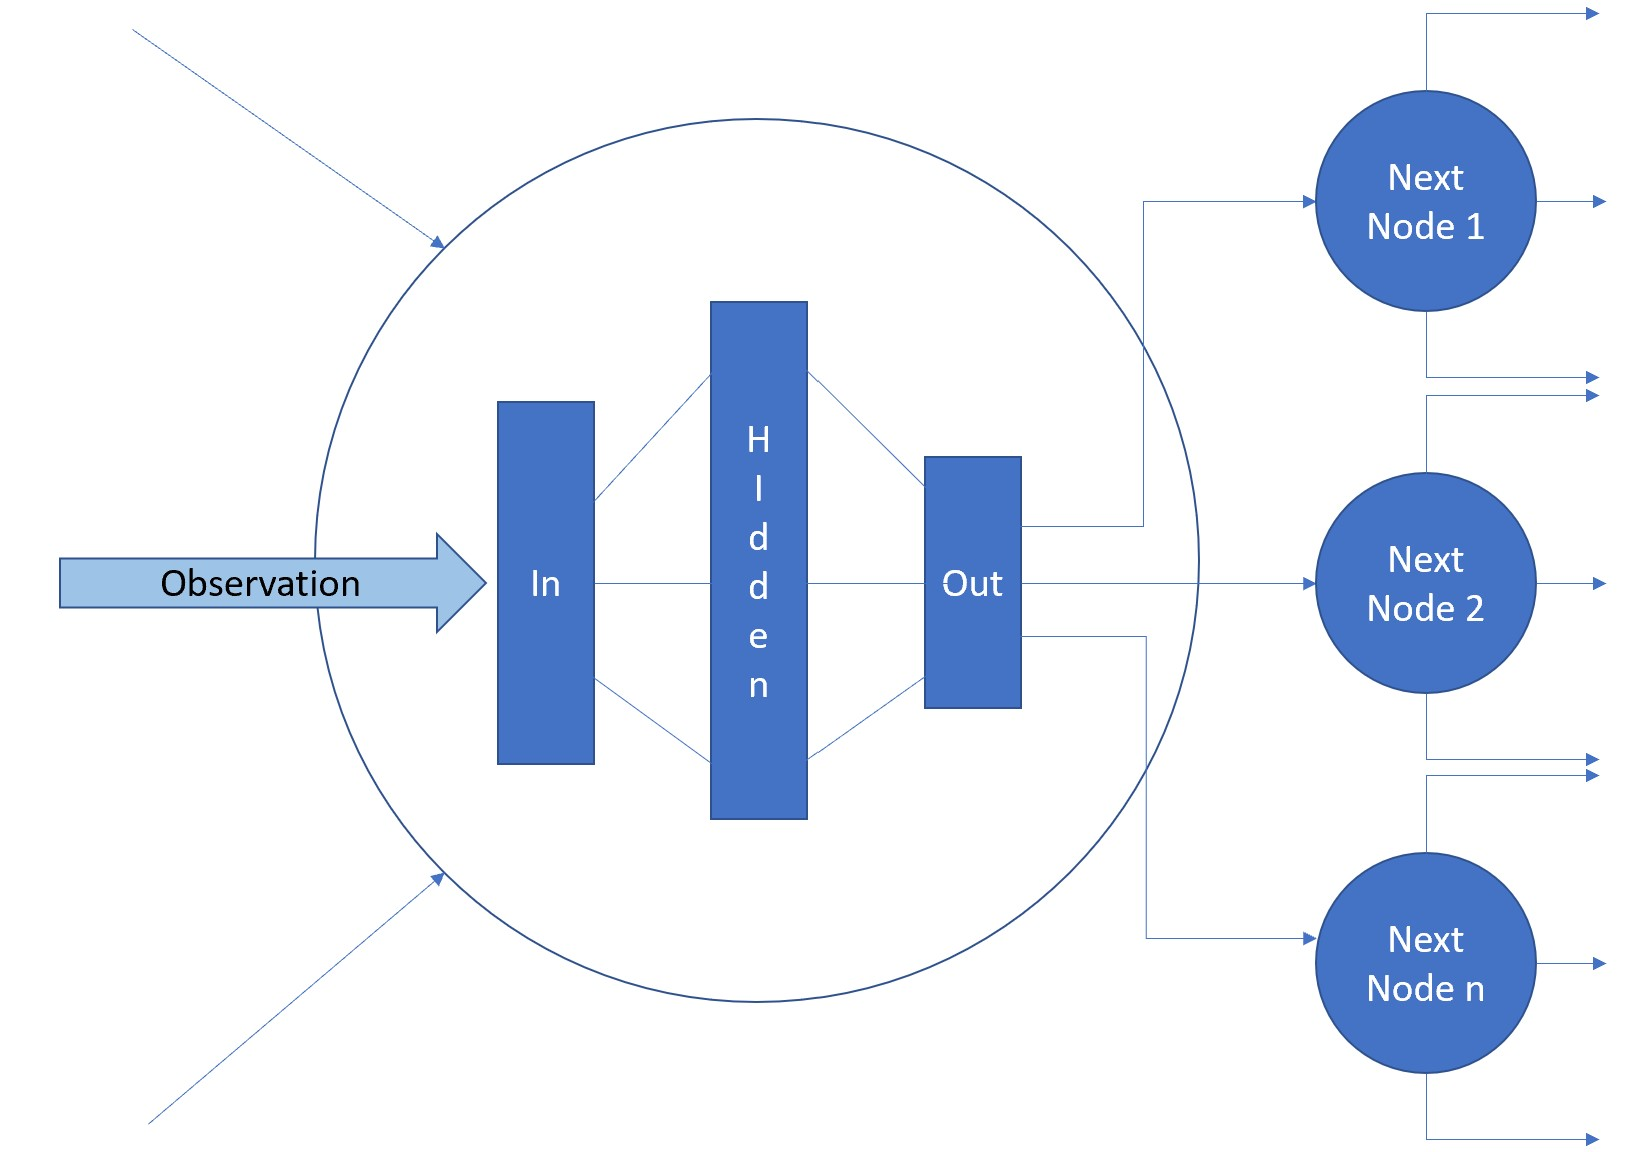 Observation
In
H
I
d
d
e
n
Out
Next
Node 1
Next
Node 2
Next
Node n